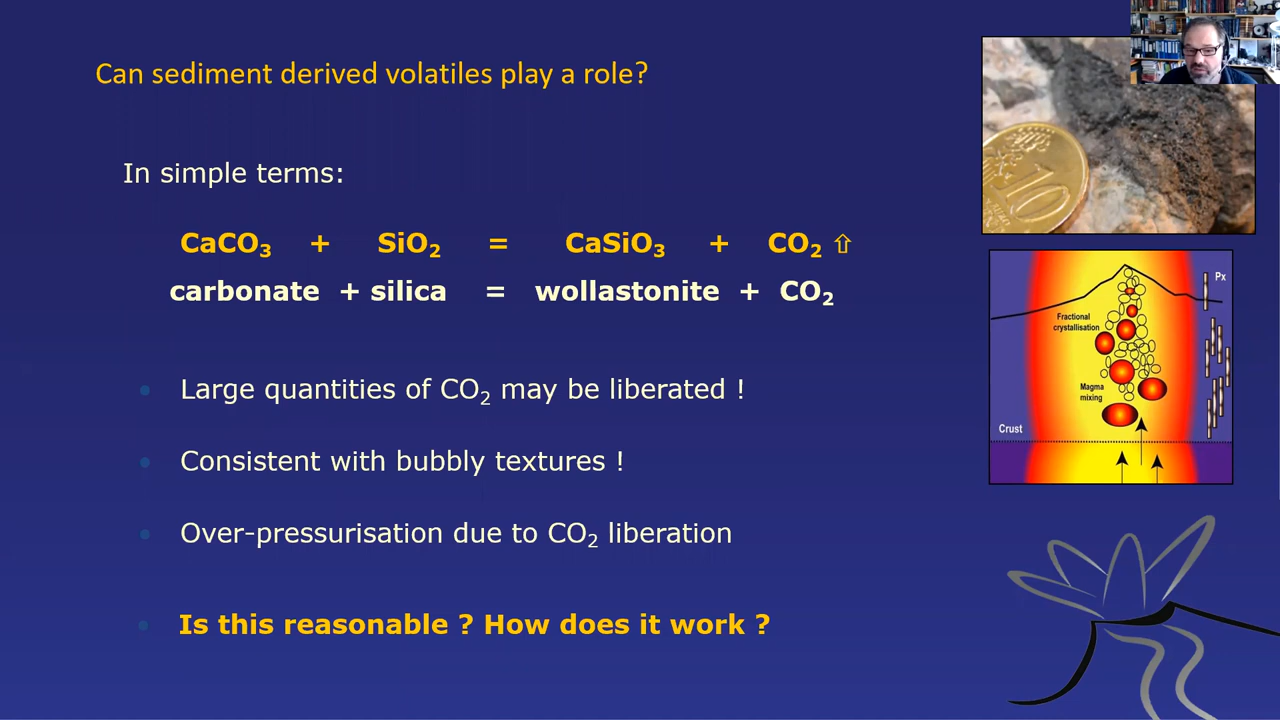 Can sediment derived volatiles play a role?
In simple terms:
CaCO₃ + SiO₂ = CaSiO₃ + CO₂ ⇧
carbonate + silica = wollastonite + CO₂
Large quantities of CO₂ may be liberated !
Consistent with bubbly textures !
Over-pressurisation due to CO₂ liberation
Is this reasonable ? How does it work ?
10
Px
Fractional
crystallisation
Magma
mixing
Crust